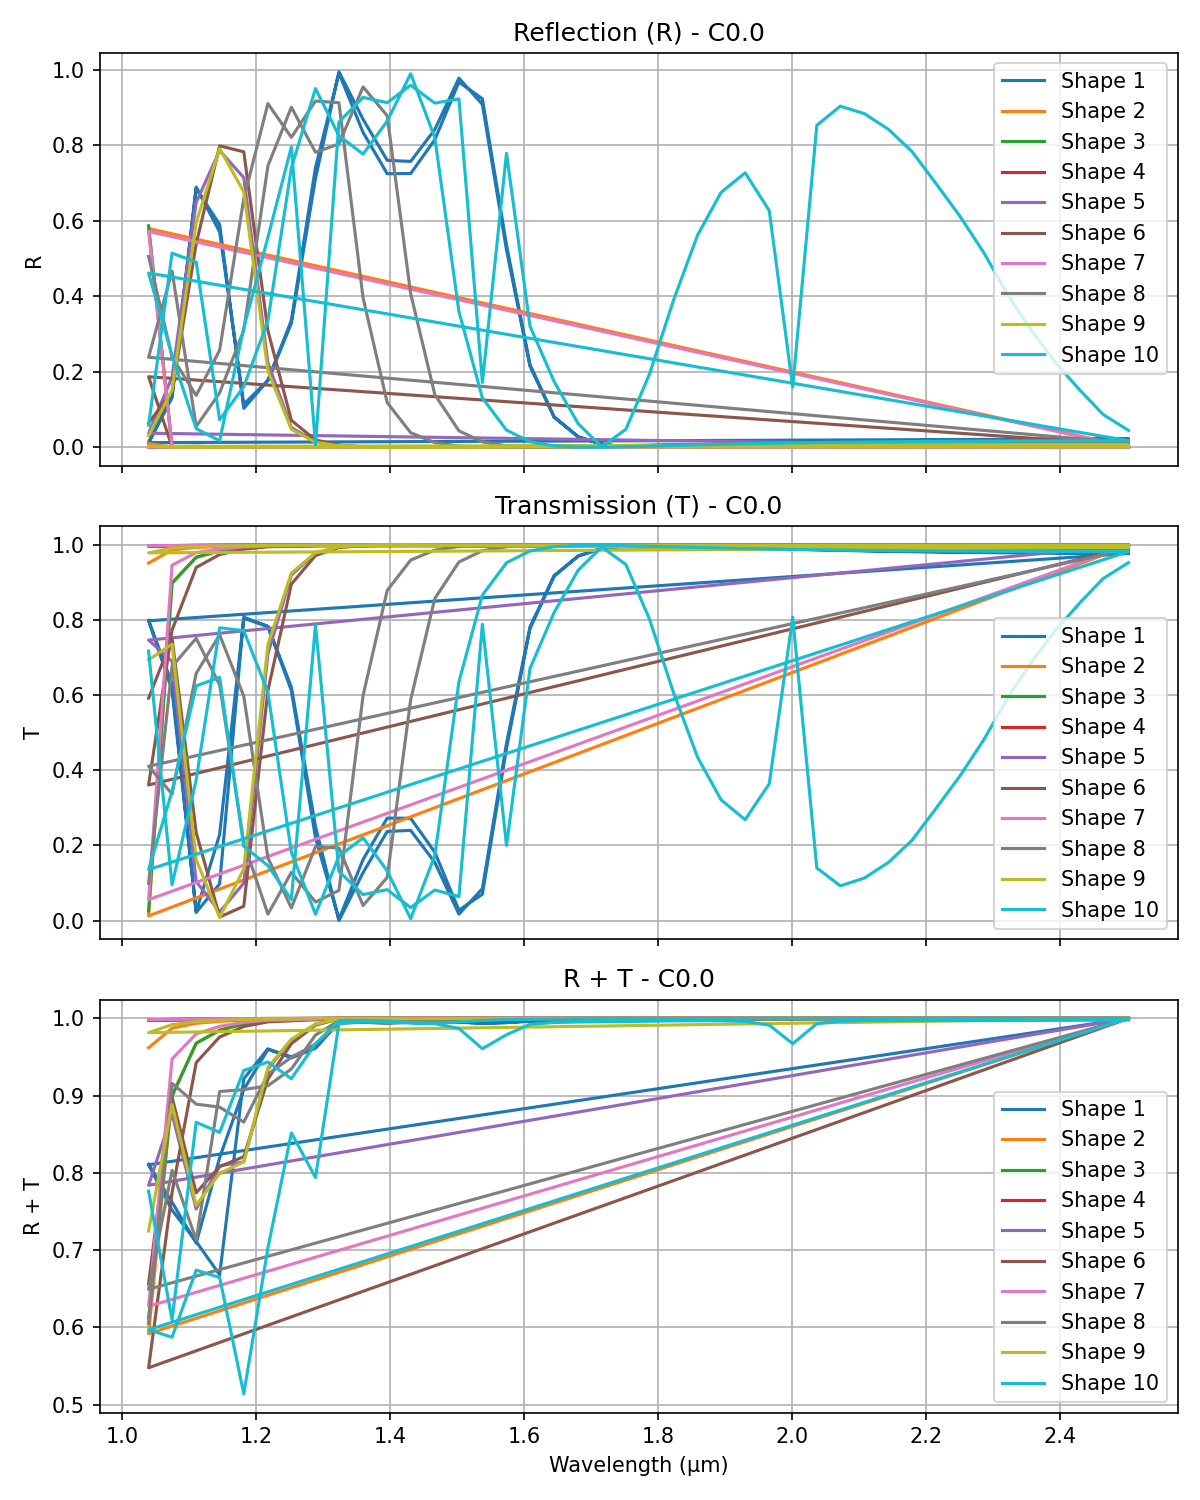 Reflection (R) - C0.0
1.0
0.8
0.6
0.4
0.2
0.0
R
Shape 1
Shape 2
Shape 3
Shape 4
Shape 5
Shape 6
Shape 7
Shape 8
Shape 9
Shape 10
Transmission (T) - C0.0
1.0
0.8
0.6
0.4
0.2
0.0
T
Shape 1
Shape 2
Shape 3
Shape 4
Shape 5
Shape 6
Shape 7
Shape 8
Shape 9
Shape 10
R + T - C0.0
1.0
0.9
0.8
0.7
0.6
0.5
R + T
Shape 1
Shape 2
Shape 3
Shape 4
Shape 5
Shape 6
Shape 7
Shape 8
Shape 9
Shape 10
1.0 1.2 1.4 1.6 1.8 2.0 2.2 2.4
Wavelength (μm)